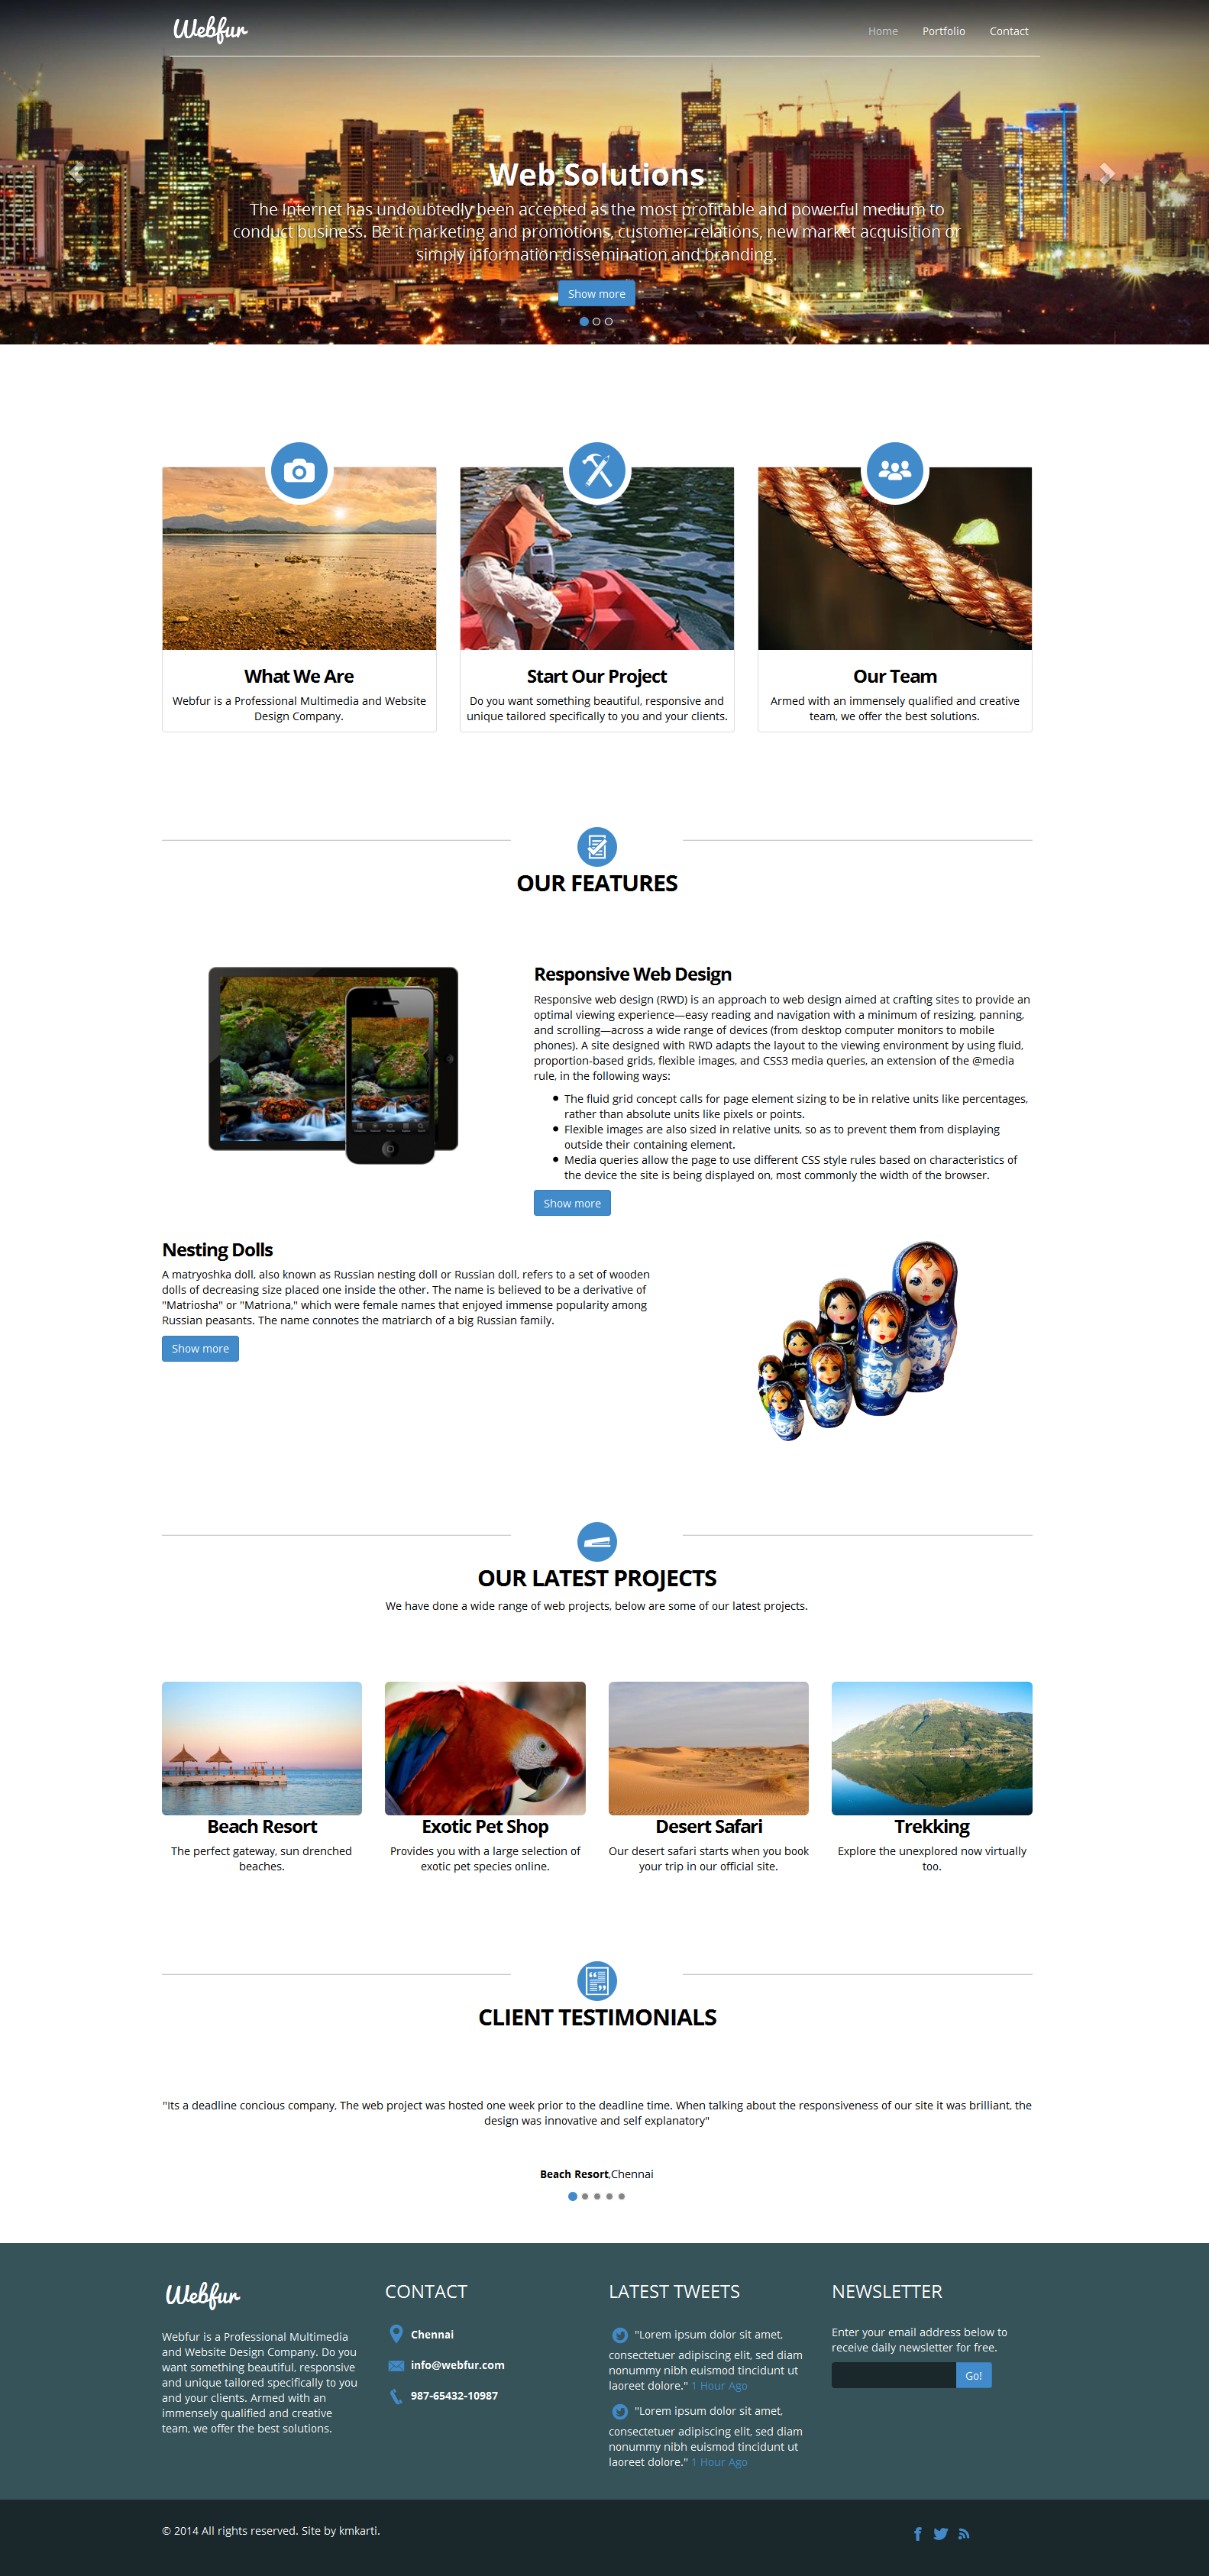 Webfur
Home Portfolio Contact
Web Solutions
The Internet has undoubtedly been accepted as the most profitable and powerful medium to
conduct business. Be it marketing and promotions, customer relations, new market acquisition or
simply information dissemination and branding.
Show more
What We Are
Webfur is a Professional Multimedia and Website
Design Company.
Start Our Project
Do you want something beautiful, responsive and
unique tailored specifically to you and your clients.
Our Team
Armed with an immensely qualified and creative
team, we offer the best solutions.
OUR FEATURES
Responsive Web Design
Responsive web design (RWD) is an approach to web design aimed at crafting sites to provide an
optimal viewing experience—easy reading and navigation with a minimum of resizing, panning,
and scrolling—across a wide range of devices (from desktop computer monitors to mobile
phones). A site designed with RWD adapts the layout to the viewing environment by using fluid,
proportion-based grids, flexible images, and CSS3 media queries, an extension of the @media
rule, in the following ways:
• The fluid grid concept calls for page element sizing to be in relative units like percentages,
rather than absolute units like pixels or points.
• Flexible images are also sized in relative units, so as to prevent them from displaying
outside their containing element.
• Media queries allow the page to use different CSS style rules based on characteristics of
the device the site is being displayed on, most commonly the width of the browser.
Show more
Nesting Dolls
A matryoshka doll, also known as Russian nesting doll or Russian doll, refers to a set of wooden
dolls of decreasing size placed one inside the other. The name is believed to be a derivative of
"Matriosha" or "Matriona," which were female names that enjoyed immense popularity among
Russian peasants. The name connotes the matriarch of a big Russian family.
Show more
OUR LATEST PROJECTS
We have done a wide range of web projects, below are some of our latest projects.
Beach Resort
The perfect gateway, sun drenched
beaches.
Exotic Pet Shop
Provides you with a large selection of
exotic pet species online.
Desert Safari
Our desert safari starts when you book
your trip in our official site.
Trekking
Explore the unexplored now virtually
too.
CLIENT TESTIMONIALS
"Its a deadline concious company, The web project was hosted one week prior to the deadline time. When talking about the responsiveness of our site it was brilliant, the
design was innovative and self explanatory"
Beach Resort,Chennai
Webfur
Webfur is a Professional Multimedia
and Website Design Company. Do you
want something beautiful, responsive
and unique tailored specifically to you
and your clients. Armed with an
immensely qualified and creative
team, we offer the best solutions.
CONTACT
Chennai
info@webfur.com
987-65432-10987
LATEST TWEETS
"Lorem ipsum dolor sit amet,
consectetuer adipiscing elit, sed diam
nonummy nibh euismod tincidunt ut
laoreet dolore." 1 Hour Ago
"Lorem ipsum dolor sit amet,
consectetuer adipiscing elit, sed diam
nonummy nibh euismod tincidunt ut
laoreet dolore." 1 Hour Ago
NEWSLETTER
Enter your email address below to
receive daily newsletter for free.
Go!
© 2014 All rights reserved. Site by kmkarti.